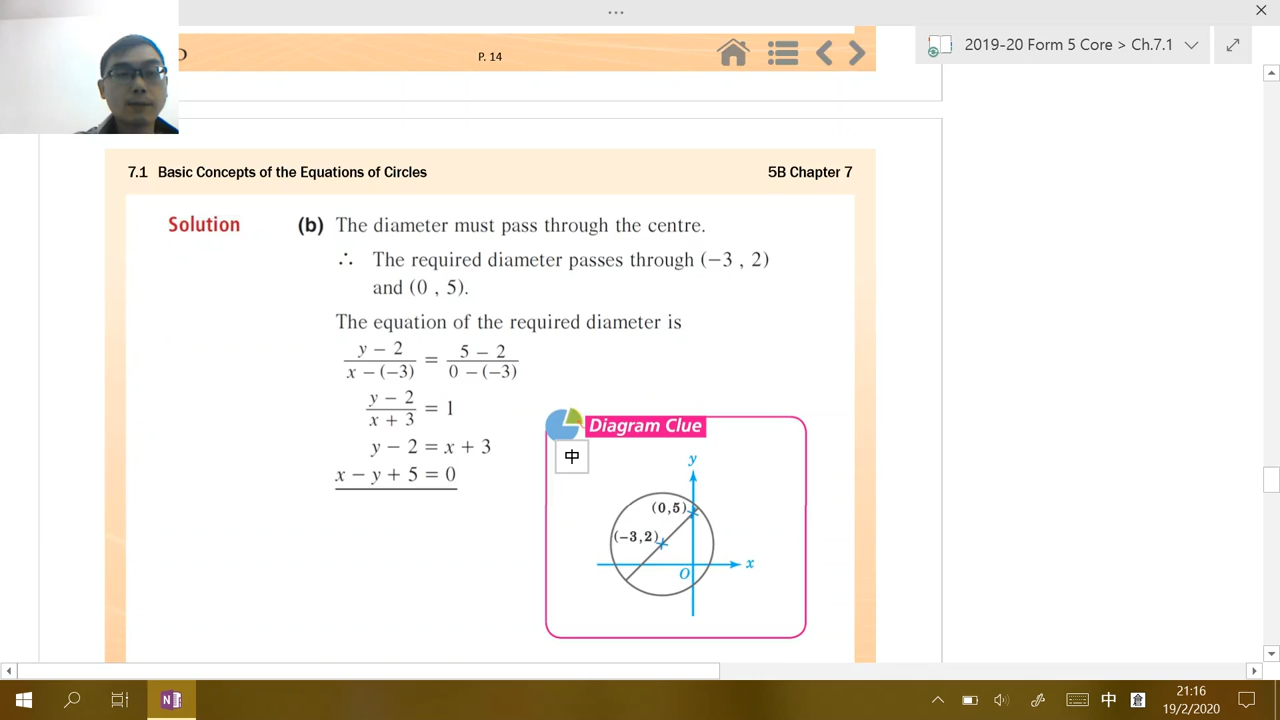 2019-20 Form 5 Core > Ch.7.1
P. 14
7.1 Basic Concepts of the Equations of Circles
5B Chapter 7
Solution
(b) The diameter must pass through the centre.
∴ The required diameter passes through (−3 , 2)
and (0 , 5).
The equation of the required diameter is
y − 2 / x − (−3) = 5 − 2 / 0 − (−3)
y − 2 / x + 3 = 1
y − 2 = x + 3
x − y + 5 = 0
Diagram Clue
中
y
(0,5)
(−3,2)
O
x
N
中
倉
21:16
19/2/2020